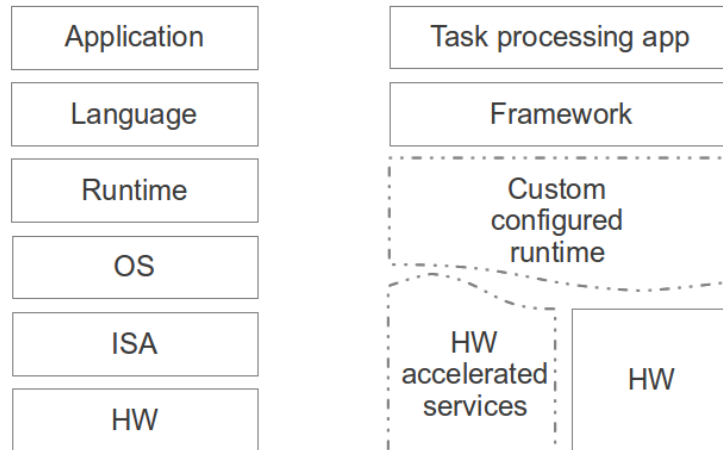 Application
Language
Runtime
OS
ISA
HW
Task processing app
Framework
Custom
configured
runtime
HW
accelerated
services
HW